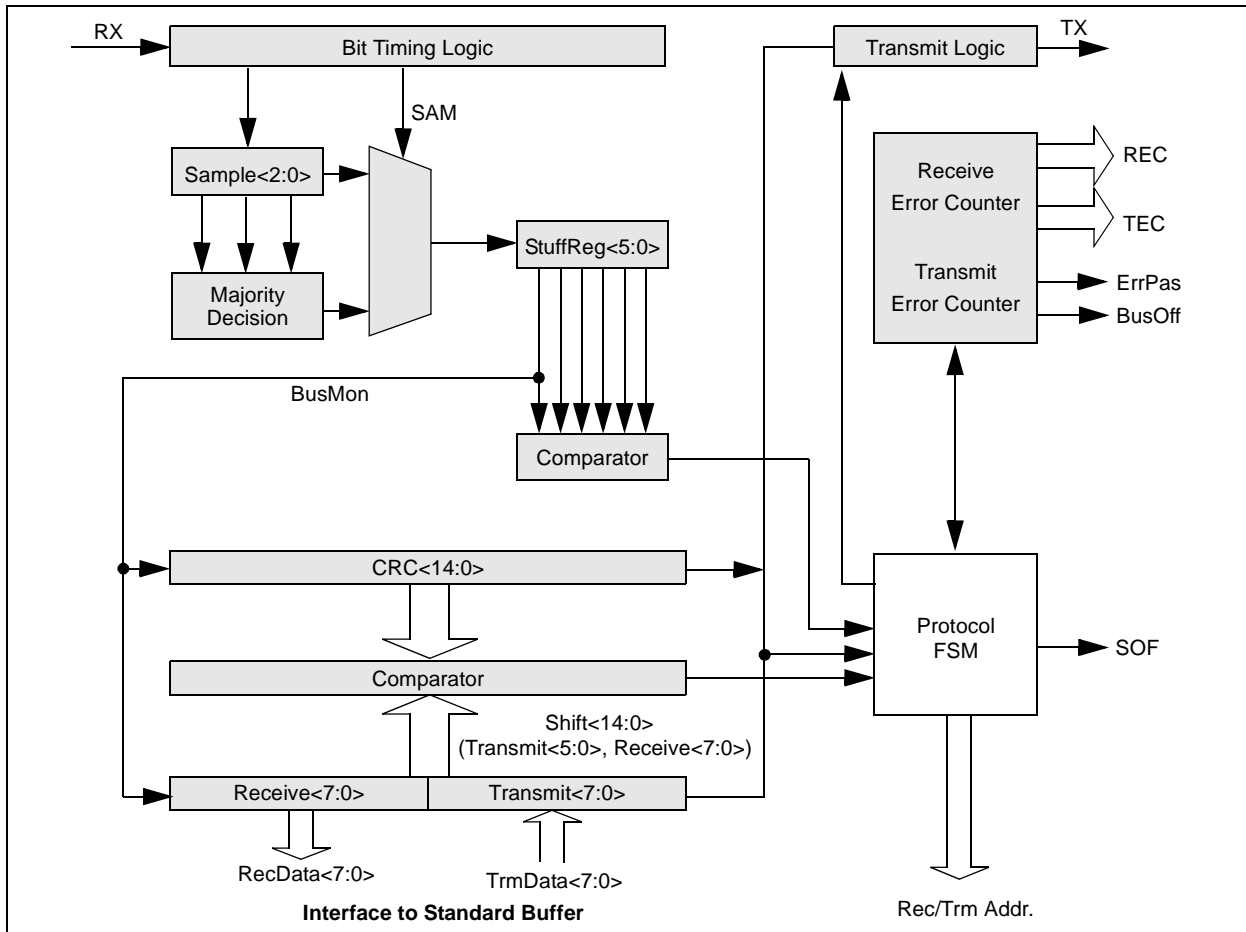 RX
Bit Timing Logic
Transmit Logic
TX
SAM
Sample<2:0>
Receive
Error Counter
REC
TEC
StuffReg<5:0>
Majority
Decision
Transmit
Error Counter
ErrPas
BusOff
BusMon
Comparator
CRC<14:0>
Protocol
FSM
SOF
Comparator
Shift<14:0>
(Transmit<5:0>, Receive<7:0>)
Receive<7:0>
Transmit<7:0>
RecData<7:0>
TrmData<7:0>
Interface to Standard Buffer
Rec/Trm Addr.